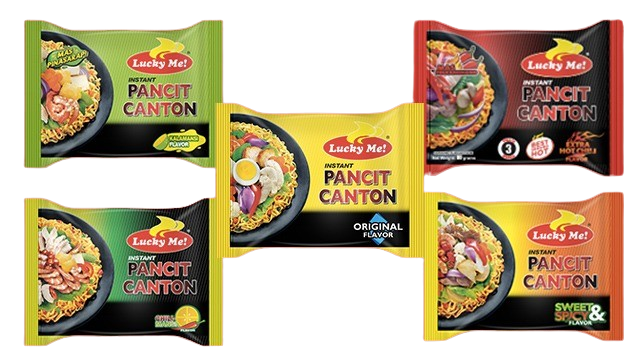 MAS
PINASARAP!
Lucky Me!
INSTANT
PANCIT
CANTON
KALAMANSI
FLAVOR
Lucky Me!
INSTANT
PANCIT
CANTON
3
EXTRA
HOT CHILI
FLAVOR
Lucky Me!
INSTANT
PANCIT
CANTON
ORIGINAL
FLAVOR
Lucky Me!
INSTANT
PANCIT
CANTON
CHILI
MANSI
FLAVOR
Lucky Me!
INSTANT
PANCIT
CANTON
SWEET
& SPICY
FLAVOR